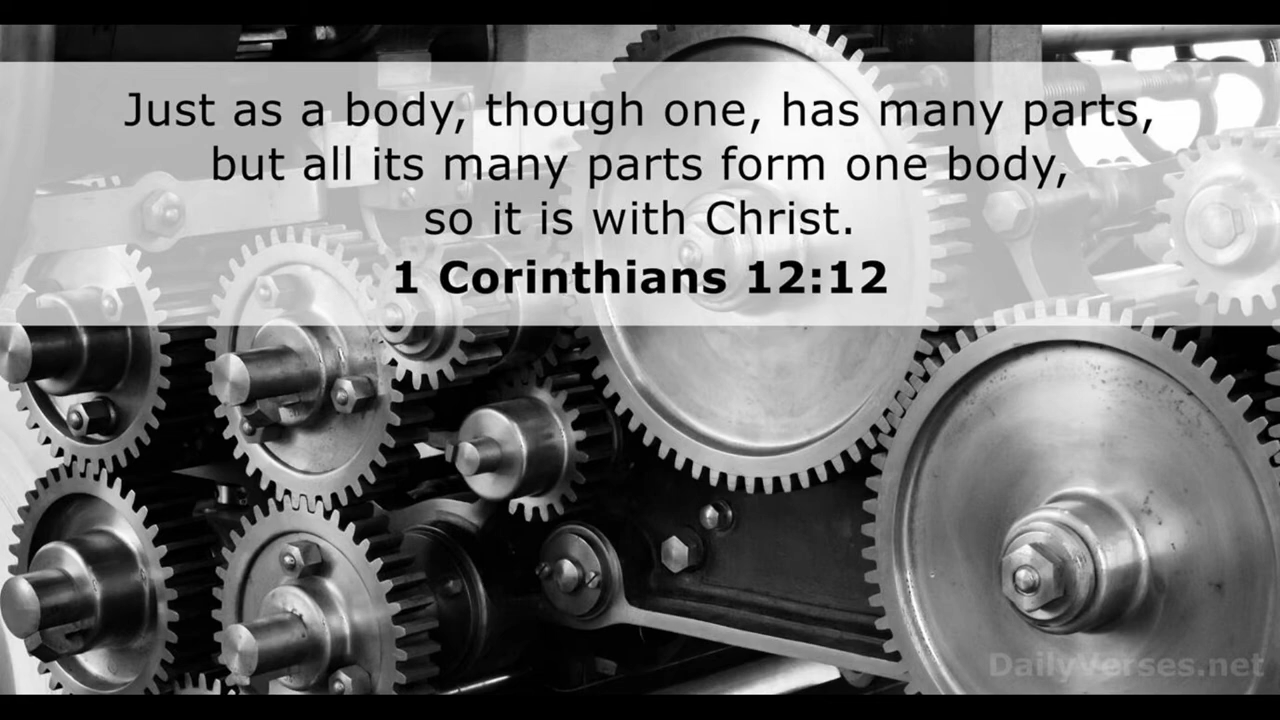 Just as a body, though one, has many parts,
but all its many parts form one body,
so it is with Christ.
1 Corinthians 12:12
DailyVerses.net